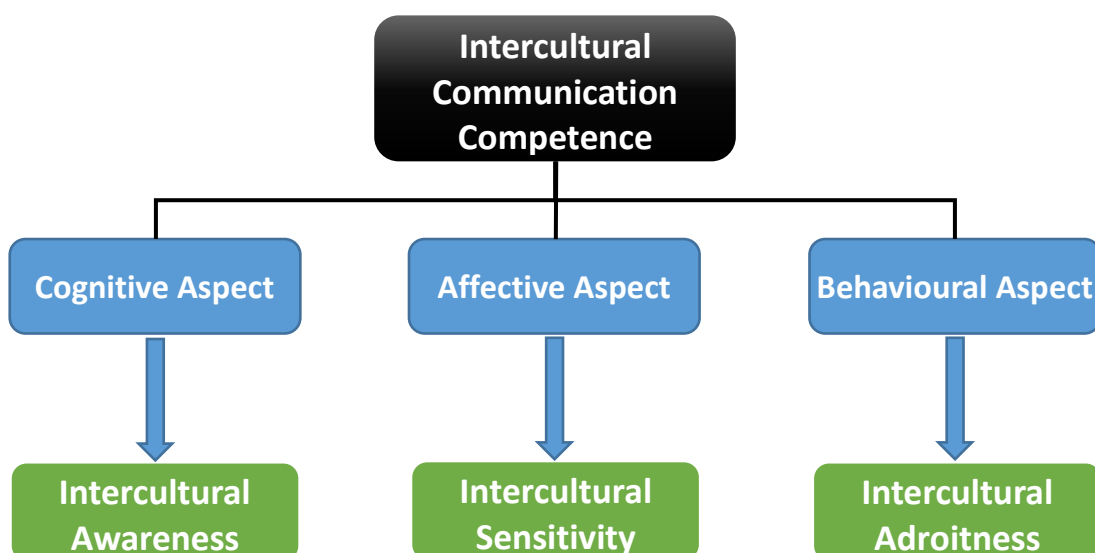 Intercultural
Communication
Competence
Cognitive Aspect
Affective Aspect
Behavioural Aspect
Intercultural
Awareness
Intercultural
Sensitivity
Intercultural
Adroitness